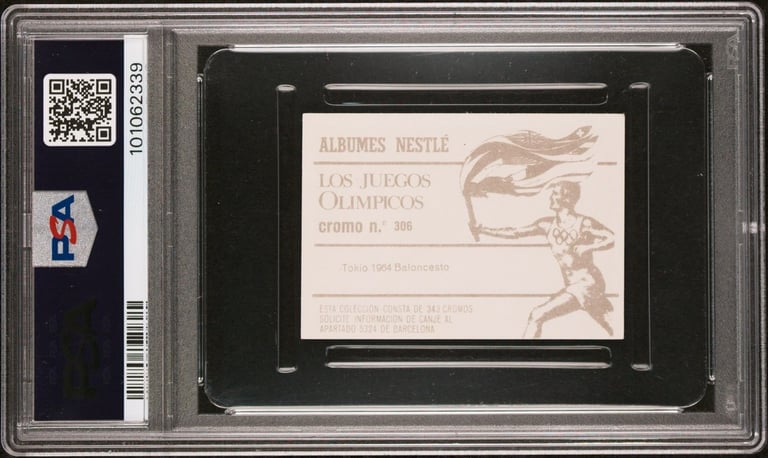 101062339
PSA
ALBUMES NESTLÉ
LOS JUEGOS
OLIMPICOS
cromo n.º 306
Tokio 1964 Baloncesto
ESTA COLECCION CONSTA DE 343 CROMOS
SOLICITE INFORMACION DE CANJE AL
APARTADO 5324 DE BARCELONA